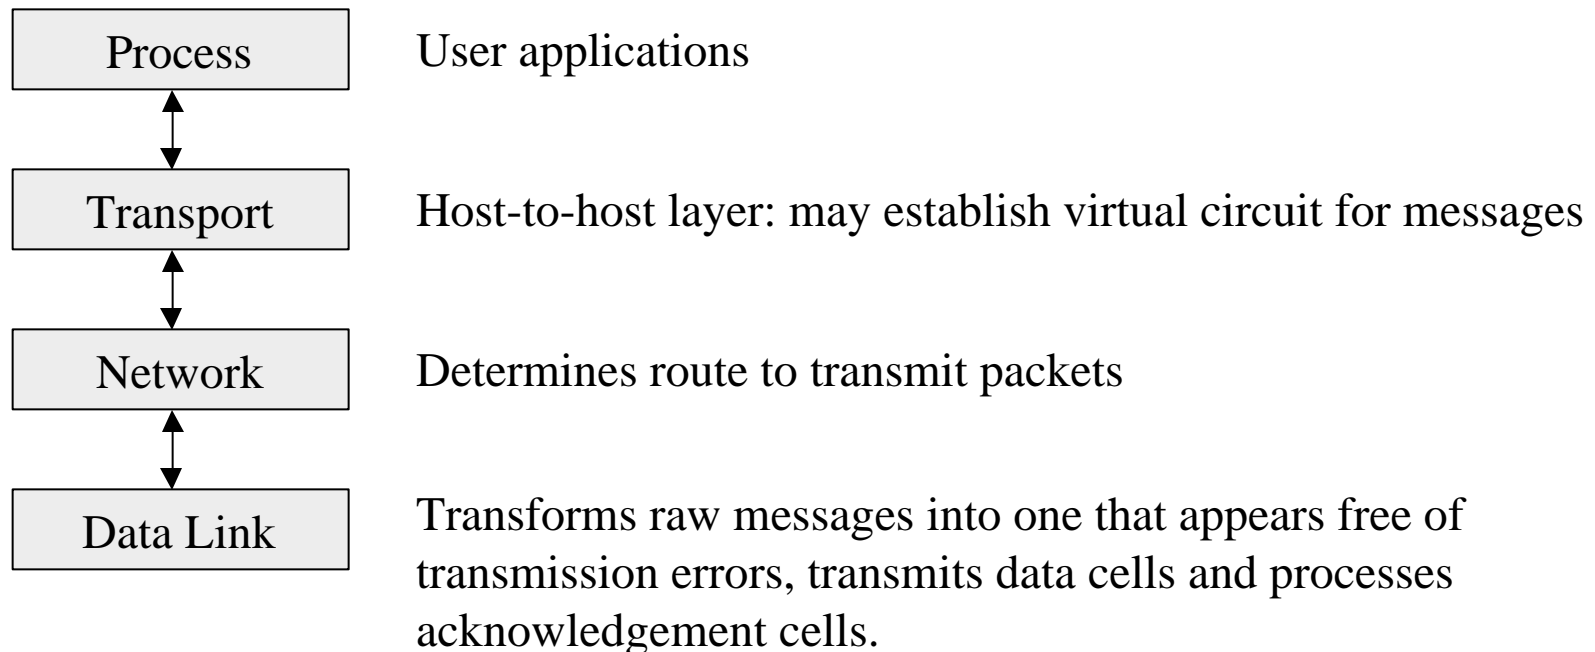 Process
User applications
Transport
Host-to-host layer: may establish virtual circuit for messages
Network
Determines route to transmit packets
Data Link
Transforms raw messages into one that appears free of
transmission errors, transmits data cells and processes
acknowledgement cells.